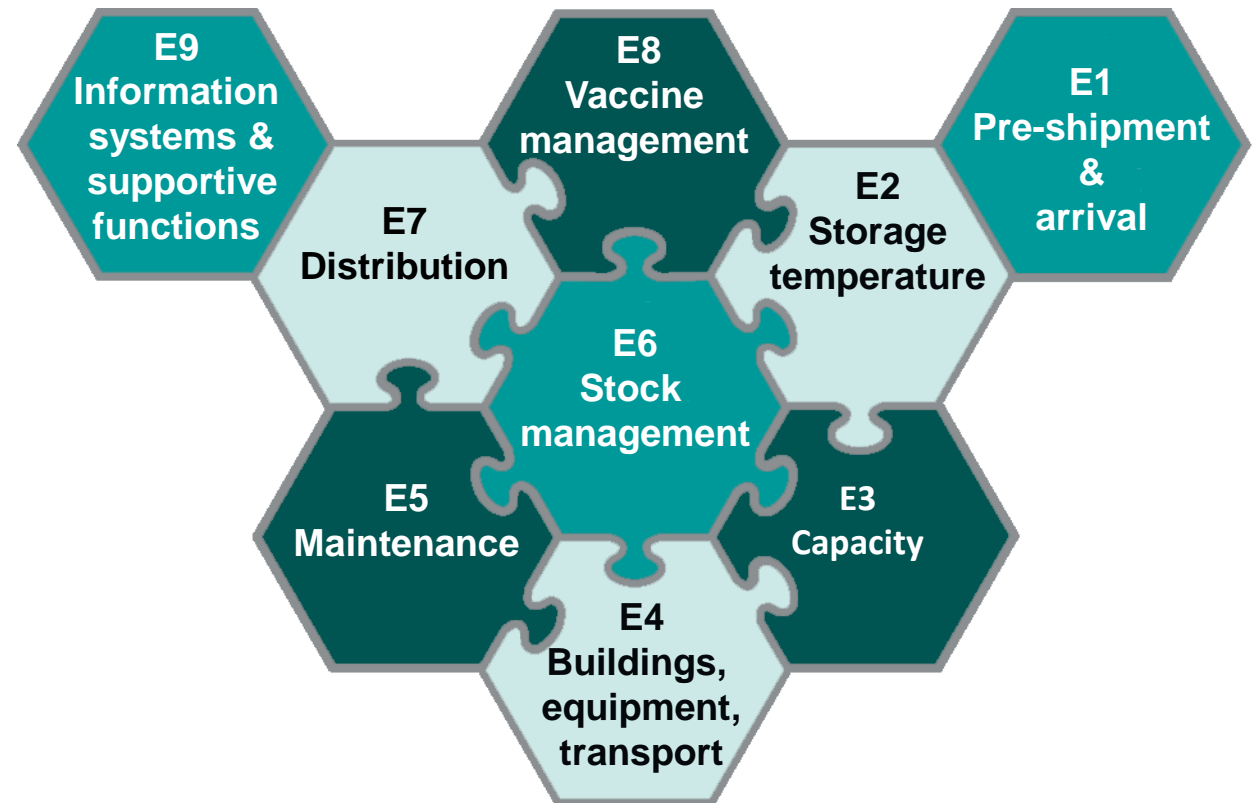 E9
Information
systems &
supportive
functions
E8
Vaccine
management
E1
Pre-shipment
&
arrival
E7
Distribution
E2
Storage
temperature
E6
Stock
management
E5
Maintenance
E3
Capacity
E4
Buildings,
equipment,
transport